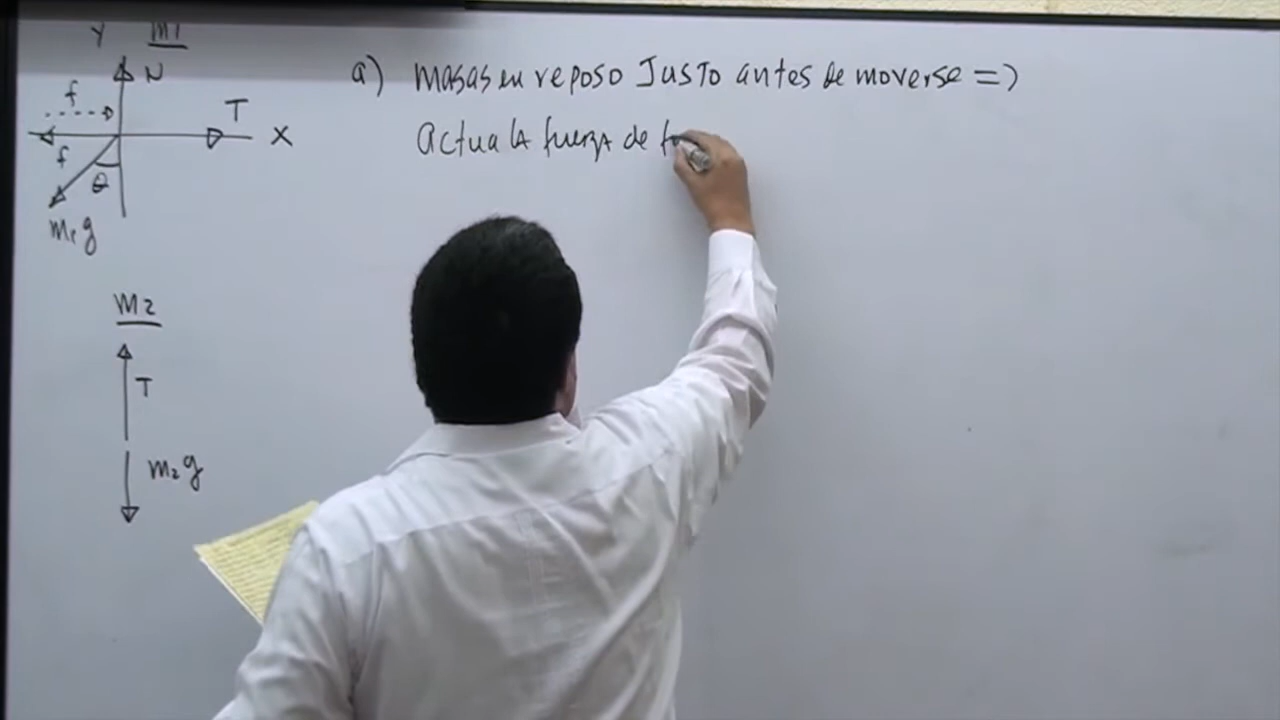 Y M1
N
f
T
X
f
θ
m1g
a) Masas en reposo Justo antes de moverse =>
Actua la fuerza de
M2
T
m2g